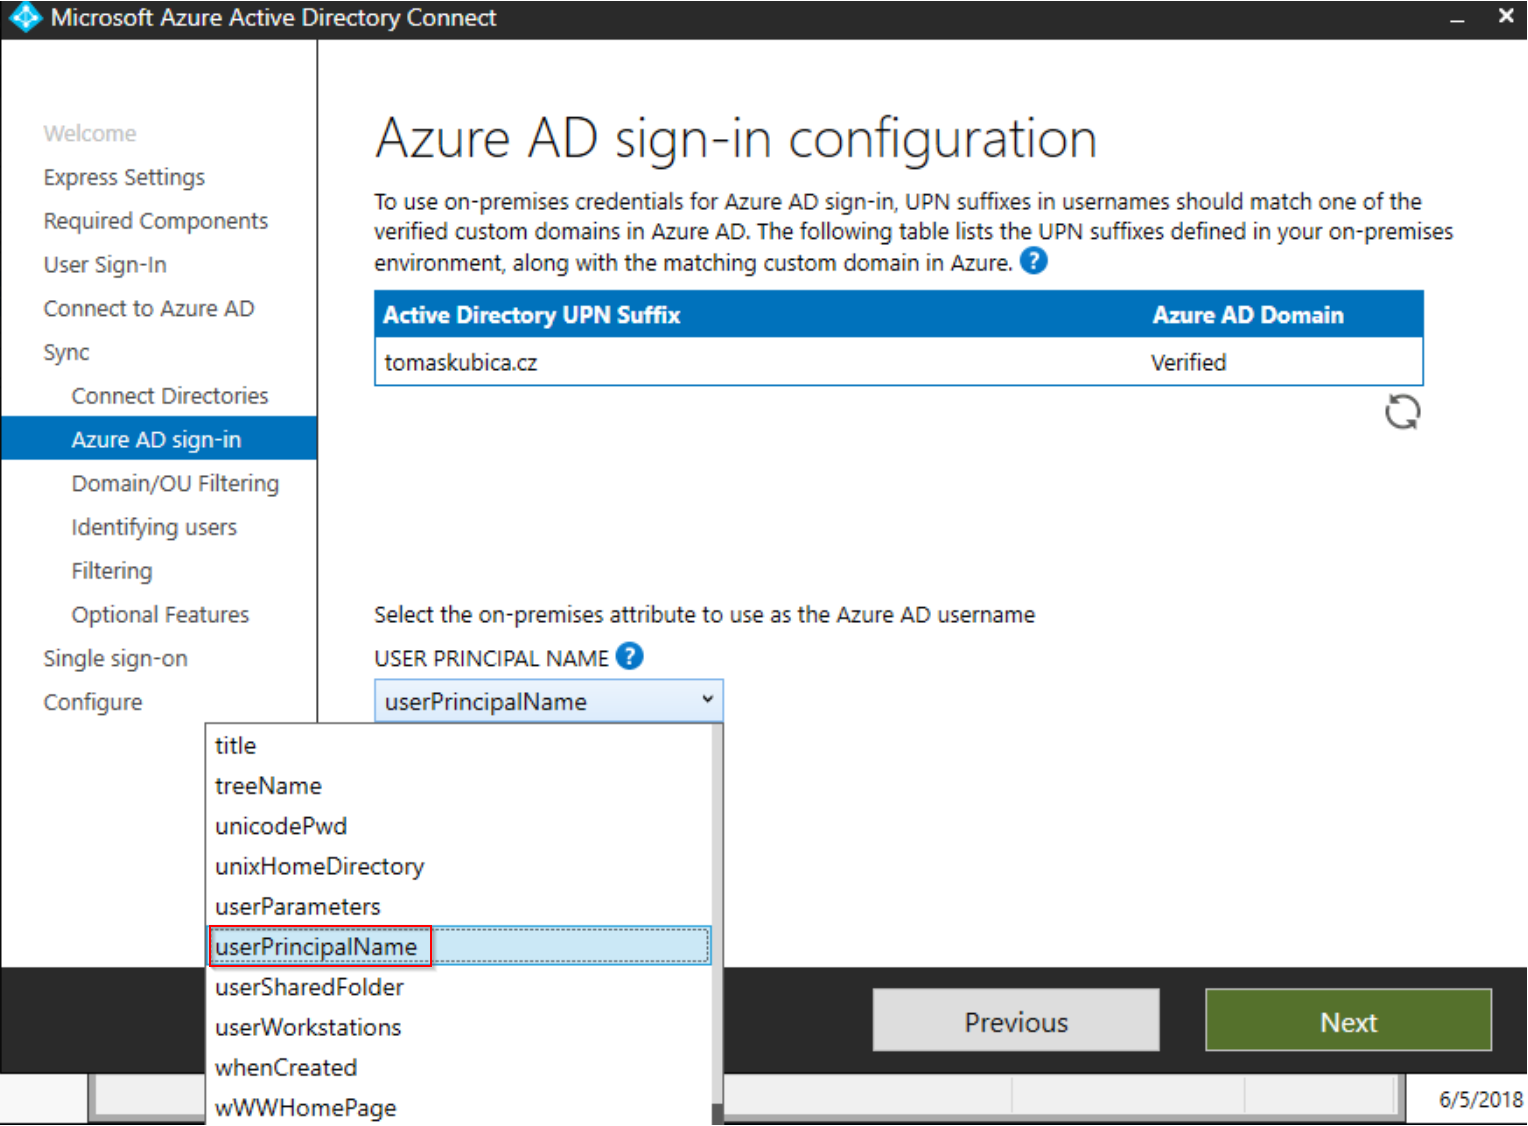 Microsoft Azure Active Directory Connect
Welcome
Express Settings
Required Components
User Sign-In
Connect to Azure AD
Sync
Connect Directories
Azure AD sign-in
Domain/OU Filtering
Identifying users
Filtering
Optional Features
Single sign-on
Configure
Azure AD sign-in configuration
To use on-premises credentials for Azure AD sign-in, UPN suffixes in usernames should match one of the
verified custom domains in Azure AD. The following table lists the UPN suffixes defined in your on-premises
environment, along with the matching custom domain in Azure. ?
Active Directory UPN Suffix Azure AD Domain
tomaskubica.cz Verified
Select the on-premises attribute to use as the Azure AD username
USER PRINCIPAL NAME ?
userPrincipalName
title
treeName
unicodePwd
unixHomeDirectory
userParameters
userPrincipalName
userSharedFolder
userWorkstations
whenCreated
wWWHomePage
Previous Next
6/5/2018